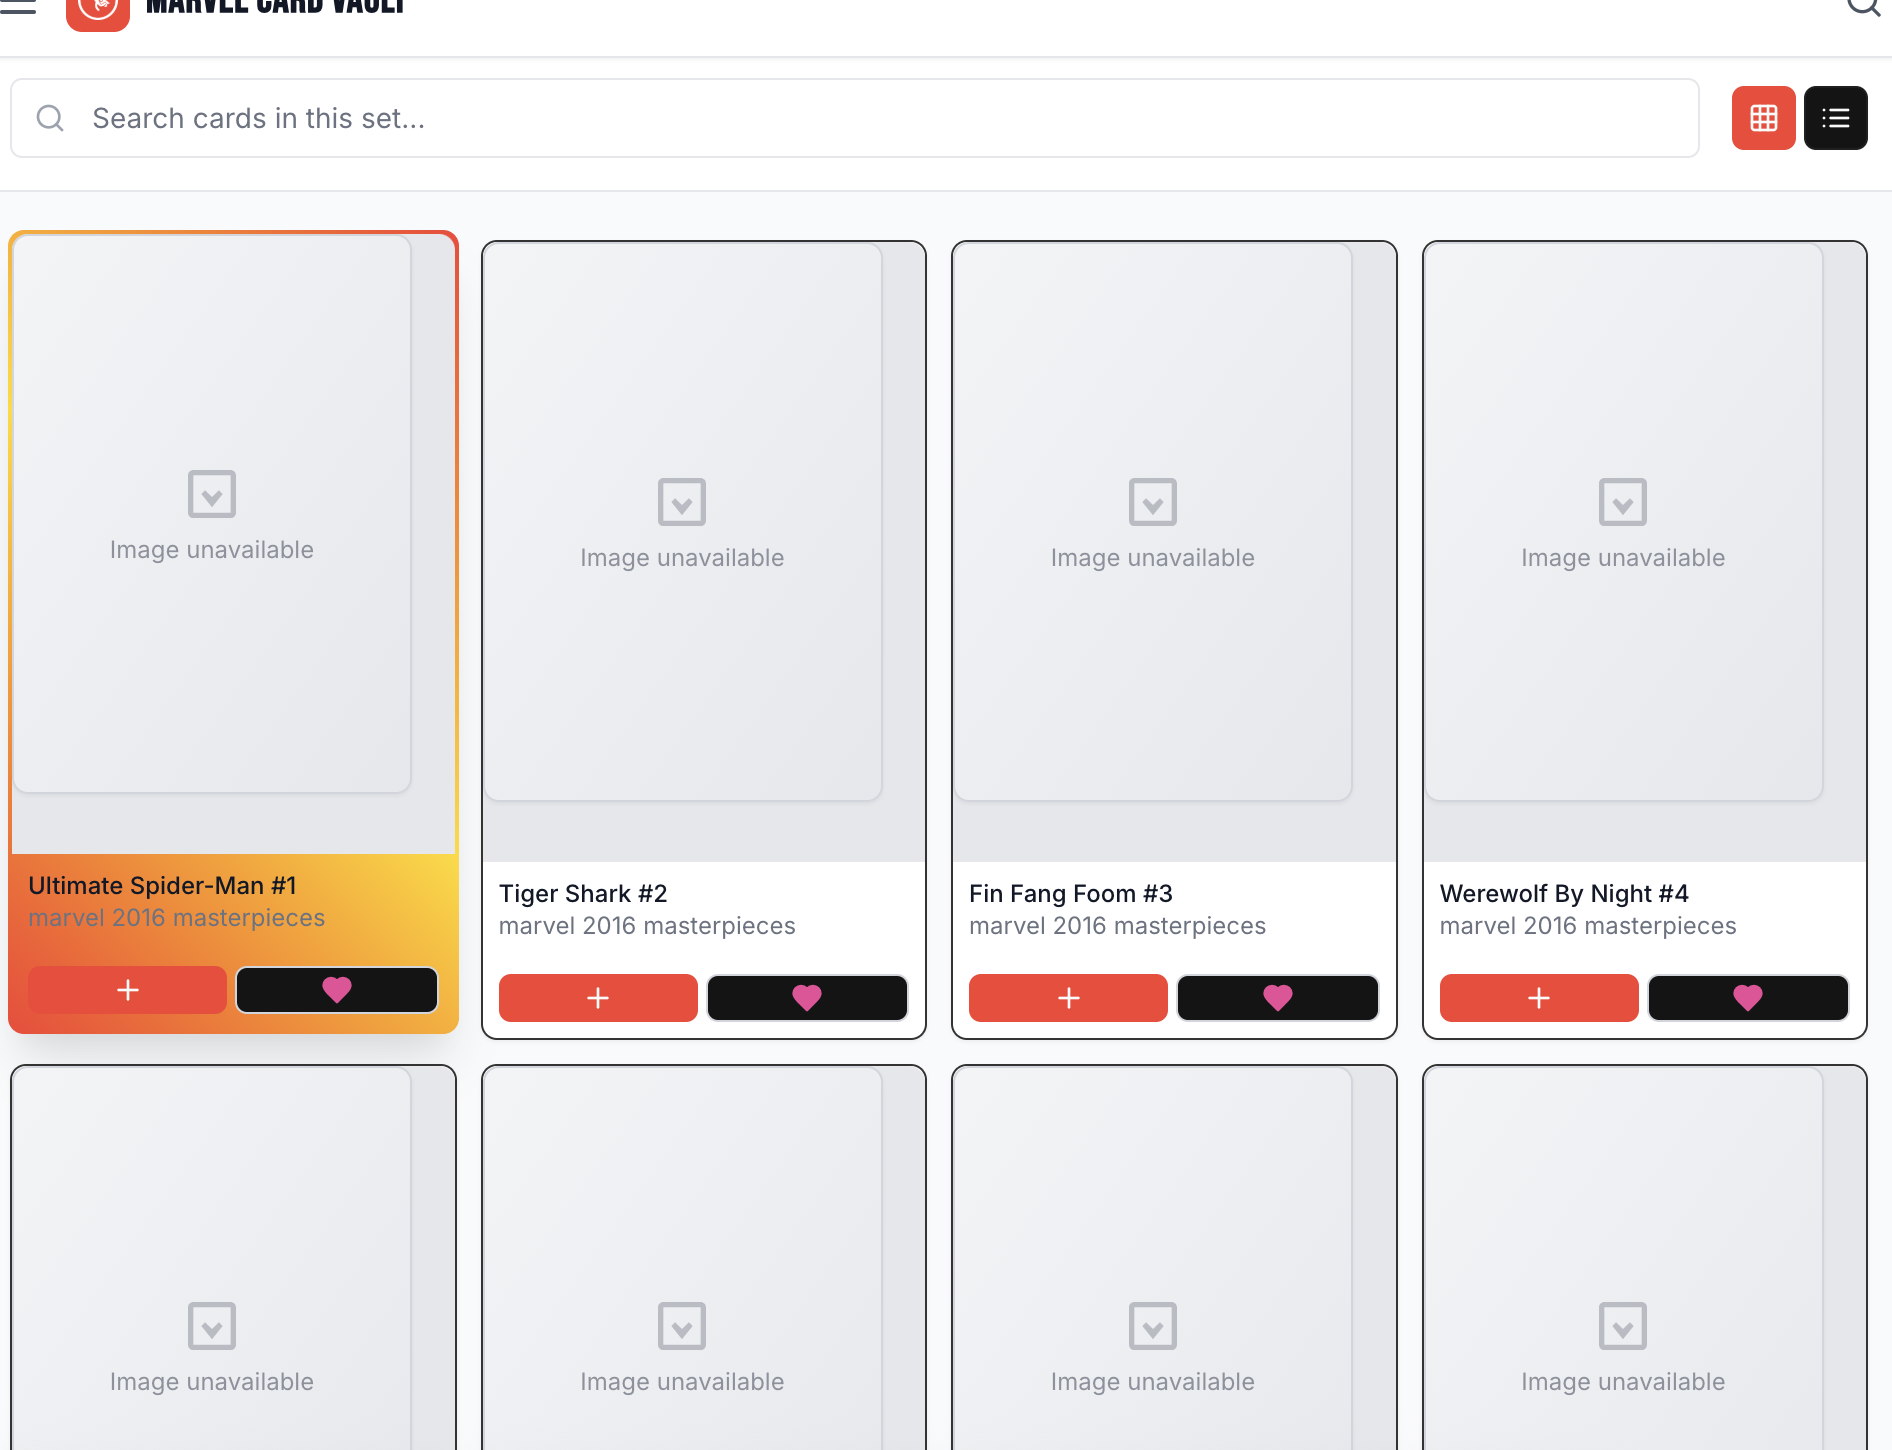 MARVEL CARD VAULT
Search cards in this set...
Image unavailable
Image unavailable
Image unavailable
Image unavailable
Ultimate Spider-Man #1
marvel 2016 masterpieces
Tiger Shark #2
marvel 2016 masterpieces
Fin Fang Foom #3
marvel 2016 masterpieces
Werewolf By Night #4
marvel 2016 masterpieces
Image unavailable
Image unavailable
Image unavailable
Image unavailable